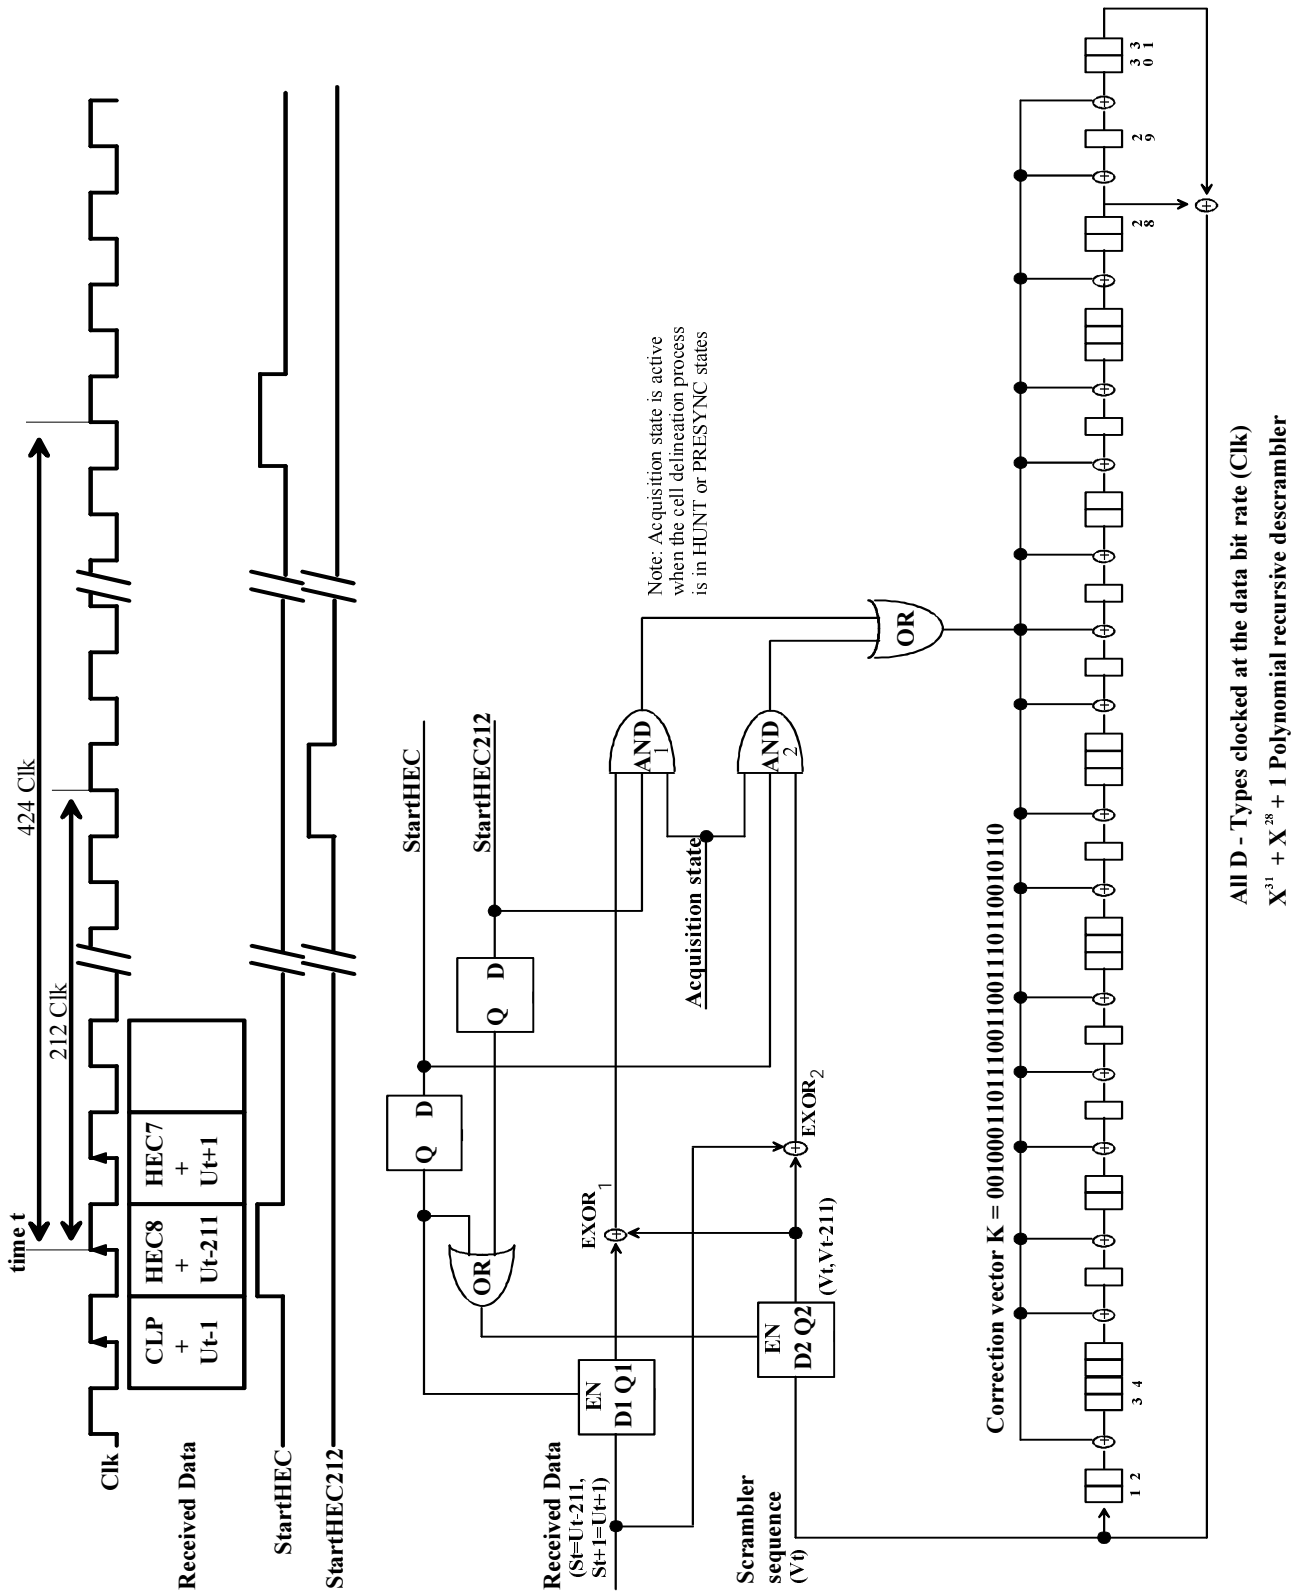 424 Clk
212 Clk
time t
Clk
Received Data
CLP + Ut-1
HEC8 + Ut-211
HEC7 + Ut+1
StartHEC
StartHEC212
StartHEC
StartHEC212
Q D
Q D
OR
Note: Acquisition state is active
when the cell delineation process
is in HUNT or PRESYNC states
Received Data
(St=Ut-211,
St+1=Ut+1)
EN
D1 Q1
EXOR1
AND
1
Acquisition state
Scrambler
sequence
(Vt)
EN
D2 Q2
(Vt,Vt-211)
EXOR2
AND
2
OR
Correction vector K = 0010001101110011001100111011001 0110
1 2
3 4
2 8
2 9
3 0
3 1
All D - Types clocked at the data bit rate (Clk)
X31 + X28 + 1 Polynomial recursive descrambler